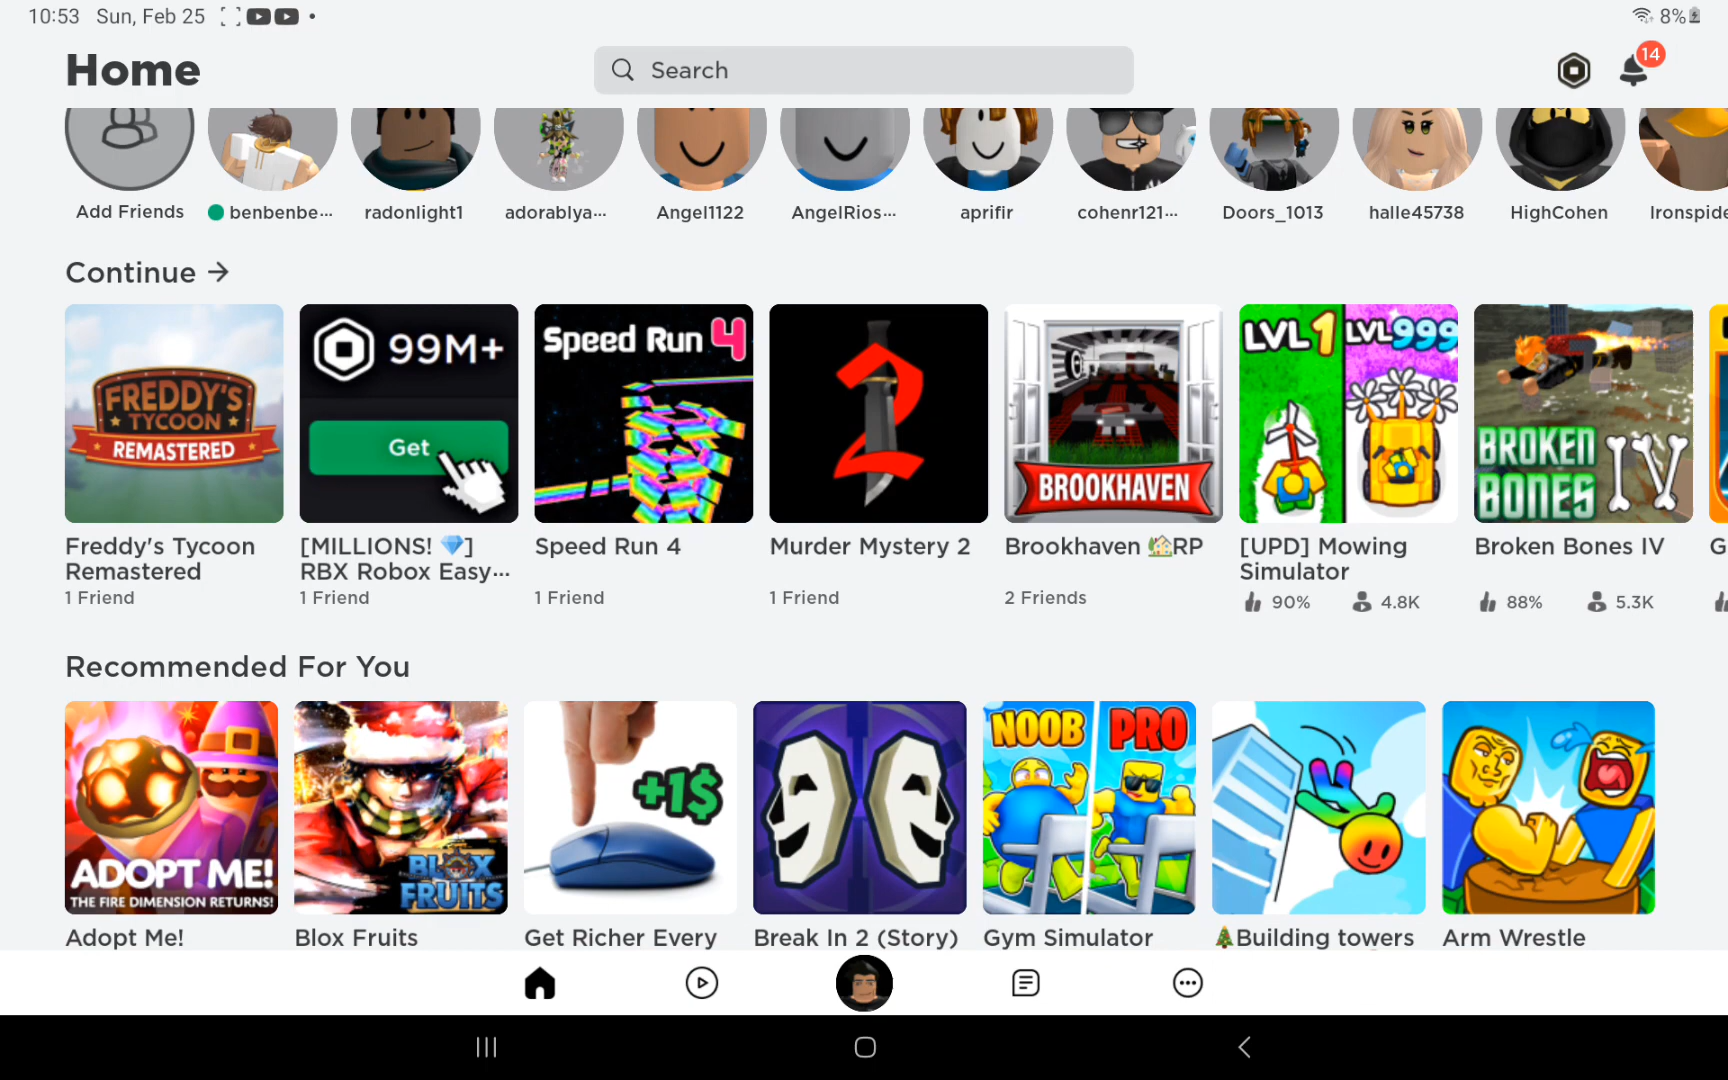 10:53 Sun, Feb 25
8%
Home
Search
14
Add Friends
benbenbe...
radonlight1
adorablya...
Angel1122
AngelRios...
aprifir
cohenr121...
Doors_1013
halle45738
HighCohen
Ironspide
Continue →
FREDDY'S
TYCOON
REMASTERED
99M+
Get
Speed Run 4
2
BROOKHAVEN
LVL 1
LVL 999
BROKEN
BONES IV
Freddy's Tycoon
Remastered
1 Friend
[MILLIONS! 💎]
RBX Robox Easy...
1 Friend
Speed Run 4
1 Friend
Murder Mystery 2
1 Friend
Brookhaven 🏡RP
2 Friends
[UPD] Mowing
Simulator
90% 4.8K
Broken Bones IV
88% 5.3K
G
Recommended For You
ADOPT ME!
THE FIRE DIMENSION RETURNS!
BLOX
FRUITS
+1$
NOOB
PRO
Adopt Me!
Blox Fruits
Get Richer Every
Break In 2 (Story)
Gym Simulator
🎄Building towers
Arm Wrestle